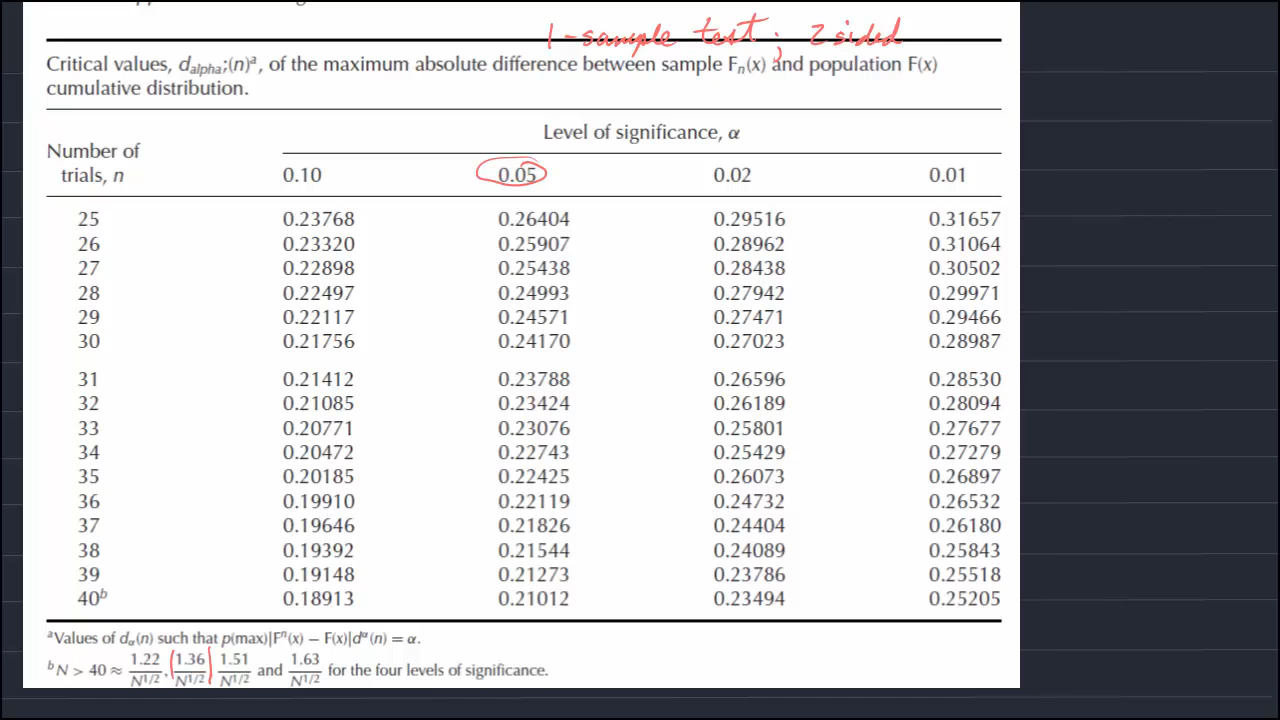 1-sample test; 2 sided
Critical values, dalpha;(n)ᵃ, of the maximum absolute difference between sample Fn(x) and population F(x)
cumulative distribution.
Level of significance, α
Number of
trials, n 0.10 0.05 0.02 0.01
25 0.23768 0.26404 0.29516 0.31657
26 0.23320 0.25907 0.28962 0.31064
27 0.22898 0.25438 0.28438 0.30502
28 0.22497 0.24993 0.27942 0.29971
29 0.22117 0.24571 0.27471 0.29466
30 0.21756 0.24170 0.27023 0.28987
31 0.21412 0.23788 0.26596 0.28530
32 0.21085 0.23424 0.26189 0.28094
33 0.20771 0.23076 0.25801 0.27677
34 0.20472 0.22743 0.25429 0.27279
35 0.20185 0.22425 0.26073 0.26897
36 0.19910 0.22119 0.24732 0.26532
37 0.19646 0.21826 0.24404 0.26180
38 0.19392 0.21544 0.24089 0.25843
39 0.19148 0.21273 0.23786 0.25518
40ᵇ 0.18913 0.21012 0.23494 0.25205
ᵃValues of dα(n) such that p(max)|Fⁿ(x) − F(x)|dᵅ(n) = α.
ᵇN > 40 ≈ 1.22/N^1/2, 1.36/N^1/2 1.51/N^1/2 and 1.63/N^1/2 for the four levels of significance.